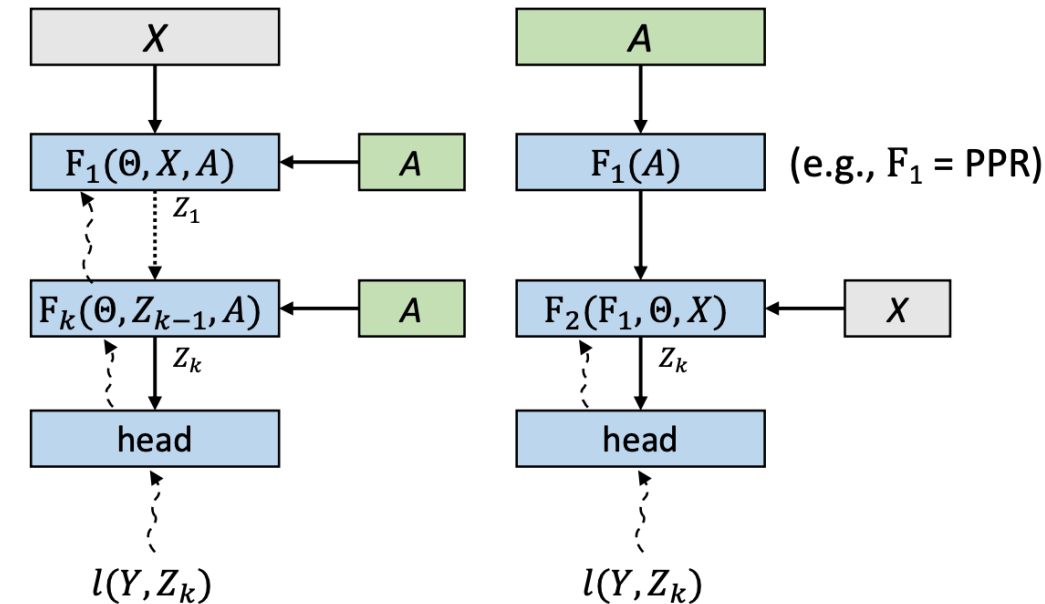 X
F₁(Θ, X, A)
A
Z₁
Fₖ(Θ, Zₖ₋₁, A)
A
Zₖ
head
l(Y, Zₖ)
A
F₁(A)
(e.g., F₁ = PPR)
F₂(F₁, Θ, X)
X
Zₖ
head
l(Y, Zₖ)